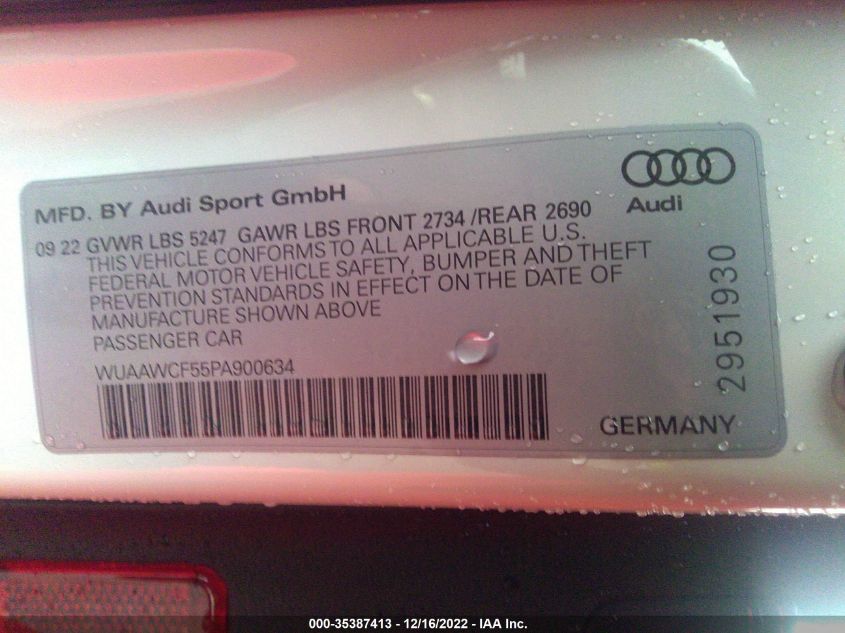 MFD. BY Audi Sport GmbH
Audi
09 22 GVWR LBS 5247 GAWR LBS FRONT 2734 /REAR 2690
THIS VEHICLE CONFORMS TO ALL APPLICABLE U.S.
FEDERAL MOTOR VEHICLE SAFETY, BUMPER AND THEFT
PREVENTION STANDARDS IN EFFECT ON THE DATE OF
MANUFACTURE SHOWN ABOVE
PASSENGER CAR
WUAAWCF55PA900634
2951930
GERMANY
000-35387413 - 12/16/2022 - IAA Inc.